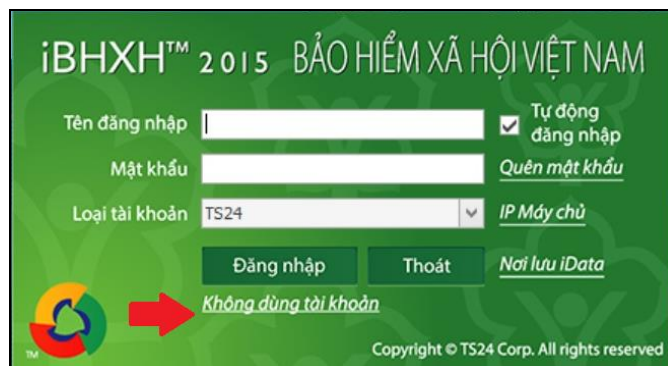 iBHXH™ 2015 BẢO HIỂM XÃ HỘI VIỆT NAM
Tên đăng nhập
Tự động
đăng nhập
Mật khẩu
Quên mật khẩu
Loại tài khoản TS24 IP Máy chủ
Đăng nhập Thoát Nơi lưu iData
Không dùng tài khoản
TM
Copyright © TS24 Corp. All rights reserved